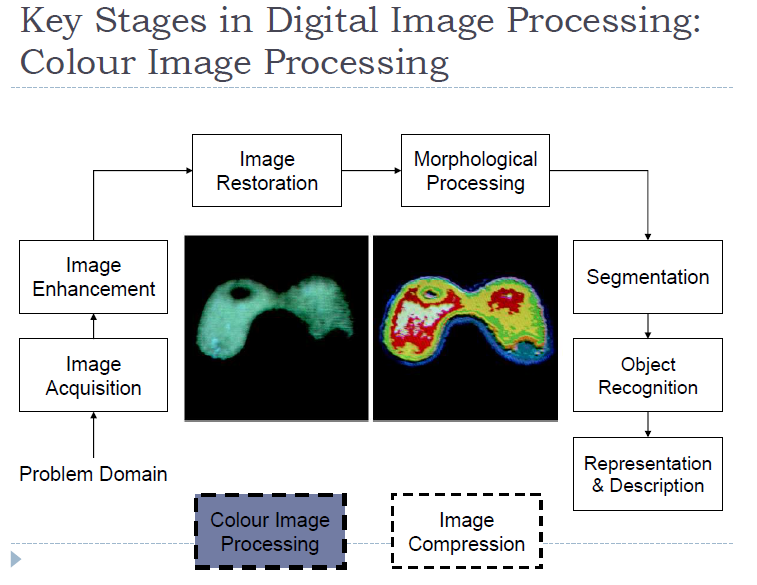 Key Stages in Digital Image Processing:
Colour Image Processing
Image
Restoration
Morphological
Processing
Image
Enhancement
Segmentation
Image
Acquisition
Object
Recognition
Problem Domain
Representation
& Description
Colour Image
Processing
Image
Compression